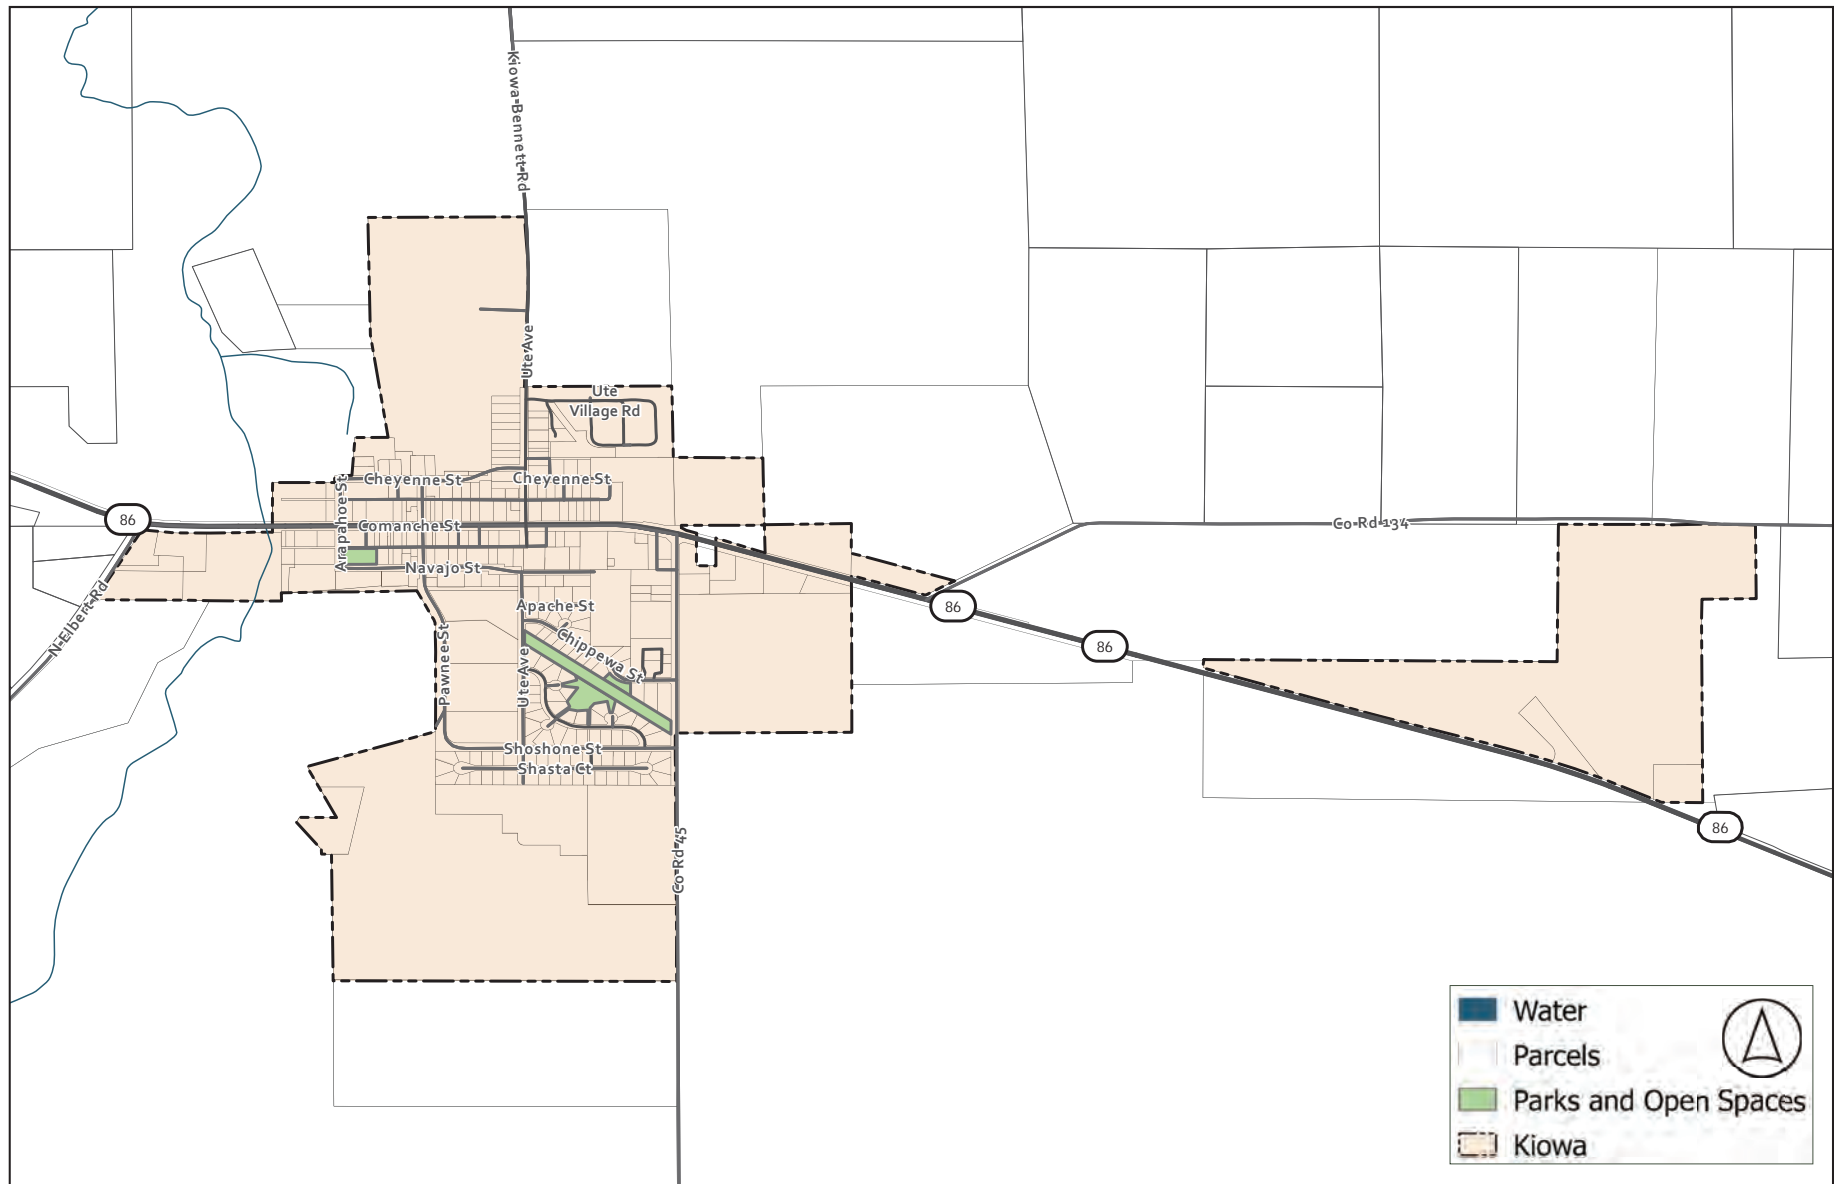 Kiowa-Bennett Rd
Ute Ave
Ute
Village Rd
Cheyenne St
Cheyenne St
Arapahoe St
86
Comanche St
Co Rd 134
Navajo St
N Elbert Rd
Apache St
86
Chippewa St
86
Pawnee St
Ute Ave
Shoshone St
Shasta Ct
86
Co Rd 45
Water
Parcels
Parks and Open Spaces
Kiowa